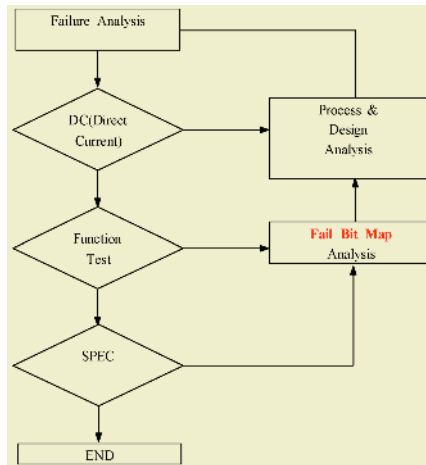 Failure Analysis
DC(Direct
Current)
Process &
Design
Analysis
Function
Test
Fail Bit Map
Analysis
SPEC
END